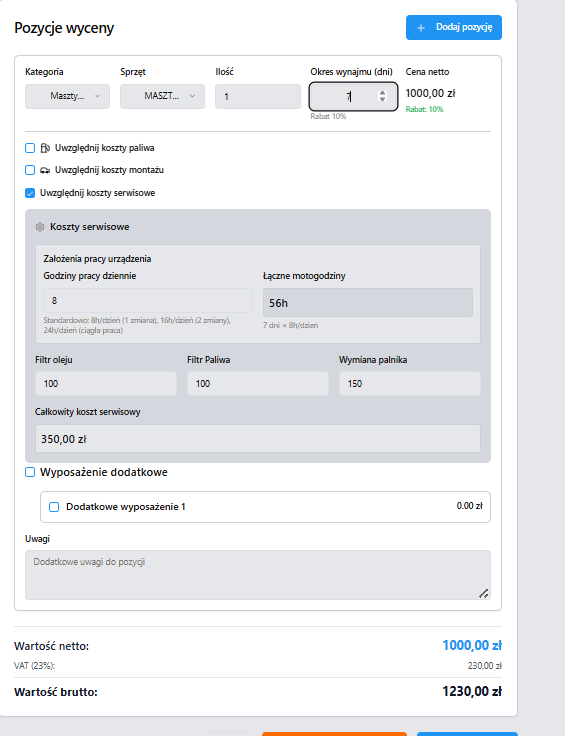 Pozycje wyceny
+ Dodaj pozycję
Kategoria Sprzęt Ilość Okres wynajmu (dni) Cena netto
Maszty... MASZT... 1 7 1000,00 zł
Rabat 10% Rabat: 10%
Uwzględnij koszty paliwa
Uwzględnij koszty montażu
Uwzględnij koszty serwisowe
Koszty serwisowe
Założenia pracy urządzenia
Godziny pracy dziennie Łączne motogodziny
8 56h
Standardowo: 8h/dzień (1 zmiana), 16h/dzień (2 zmiany), 7 dni × 8h/dzień
24h/dzień (ciągła praca)
Filtr oleju Filtr Paliwa Wymiana palnika
100 100 150
Całkowity koszt serwisowy
350,00 zł
Wyposażenie dodatkowe
Dodatkowe wyposażenie 1 0.00 zł
Uwagi
Dodatkowe uwagi do pozycji
Wartość netto: 1000,00 zł
VAT (23%): 230,00 zł
Wartość brutto: 1230,00 zł